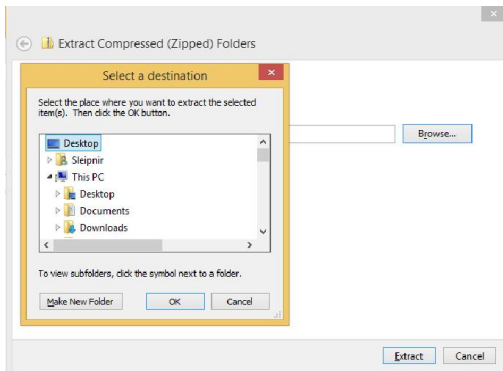 Extract Compressed (Zipped) Folders
Select a destination
Select the place where you want to extract the selected
item(s). Then click the OK button.
Browse...
Desktop
Sleipnir
This PC
Desktop
Documents
Downloads
To view subfolders, click the symbol next to a folder.
Make New Folder
OK
Cancel
Extract
Cancel